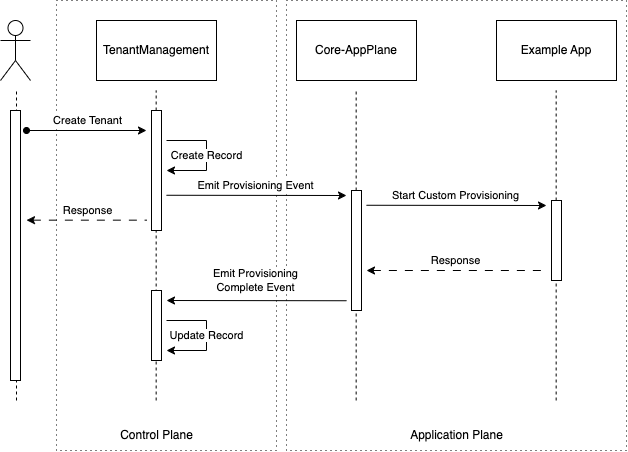 TenantManagement
Core-AppPlane
Example App
Create Tenant
Create Record
Emit Provisioning Event
Start Custom Provisioning
Response
Response
Emit Provisioning
Complete Event
Update Record
Control Plane
Application Plane